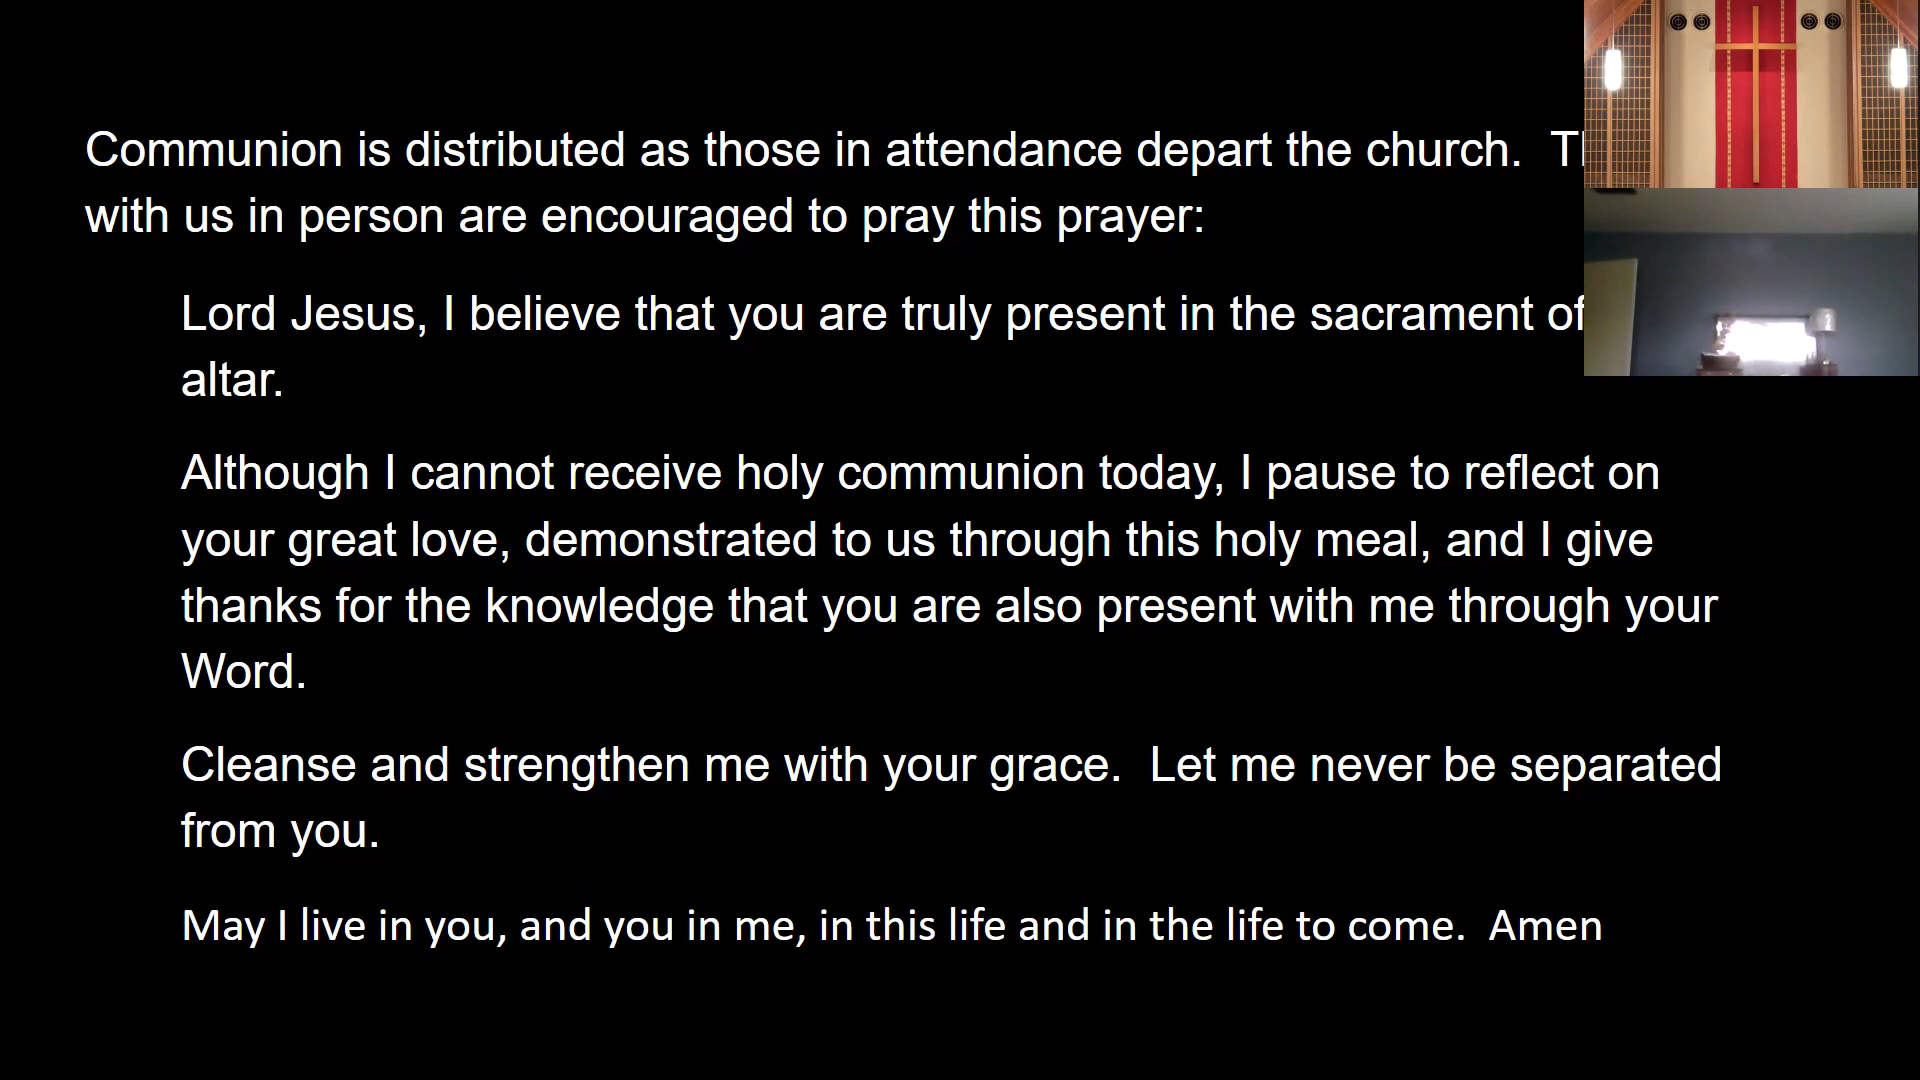 Communion is distributed as those in attendance depart the church.
with us in person are encouraged to pray this prayer:
Lord Jesus, I believe that you are truly present in the sacrament of
altar.
Although I cannot receive holy communion today, I pause to reflect on
your great love, demonstrated to us through this holy meal, and I give
thanks for the knowledge that you are also present with me through your
Word.
Cleanse and strengthen me with your grace.  Let me never be separated
from you.
May I live in you, and you in me, in this life and in the life to come.  Amen